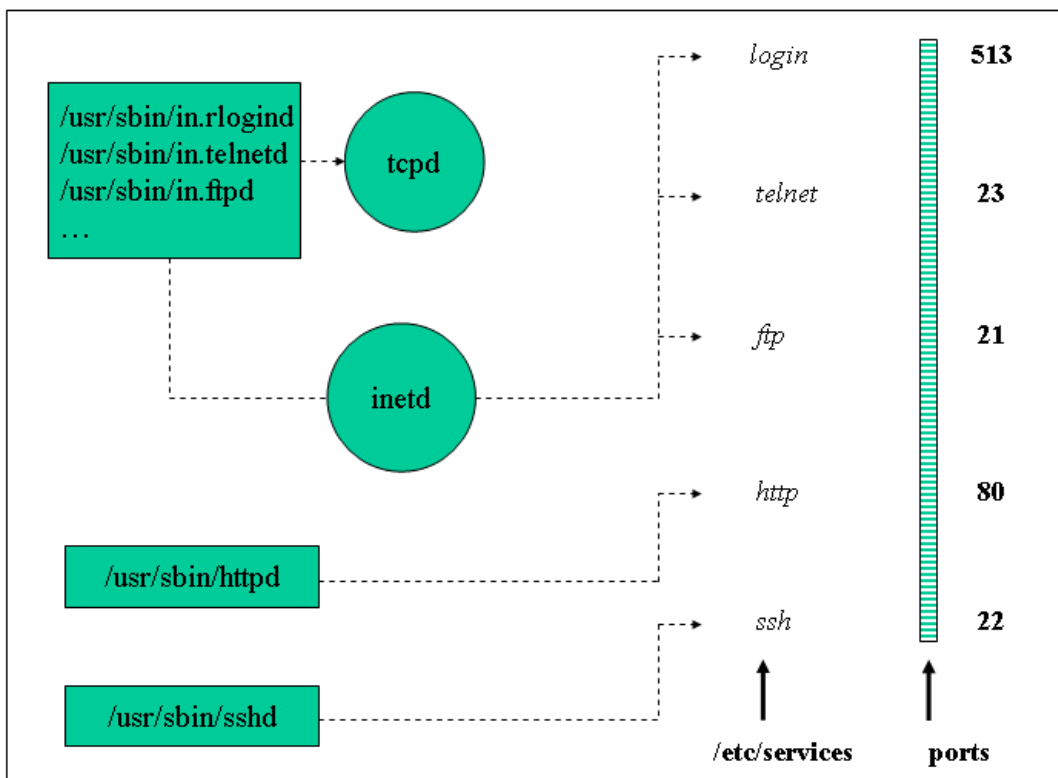 login 513
/usr/sbin/in.rlogind
/usr/sbin/in.telnetd
/usr/sbin/in.ftpd
…
tcpd
telnet 23
ftp 21
inetd
http 80
/usr/sbin/httpd
ssh 22
/usr/sbin/sshd
/etc/services ports